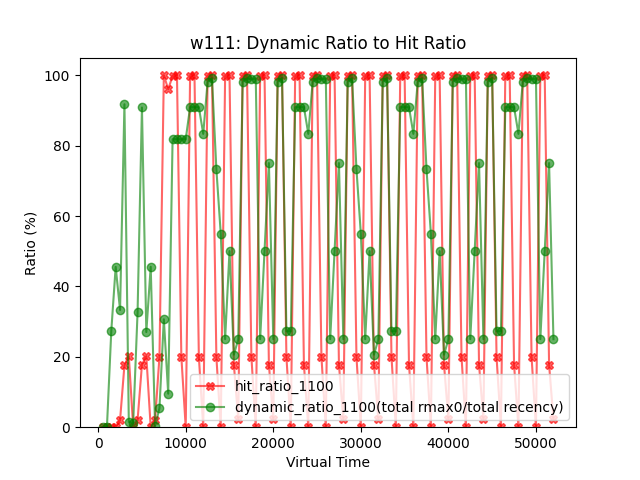 w111: Dynamic Ratio to Hit Ratio
Ratio (%)
100
80
60
40
20
0
hit_ratio_1100
dynamic_ratio_1100(total rmax0/total recency)
0
10000
20000
30000
40000
50000
Virtual Time